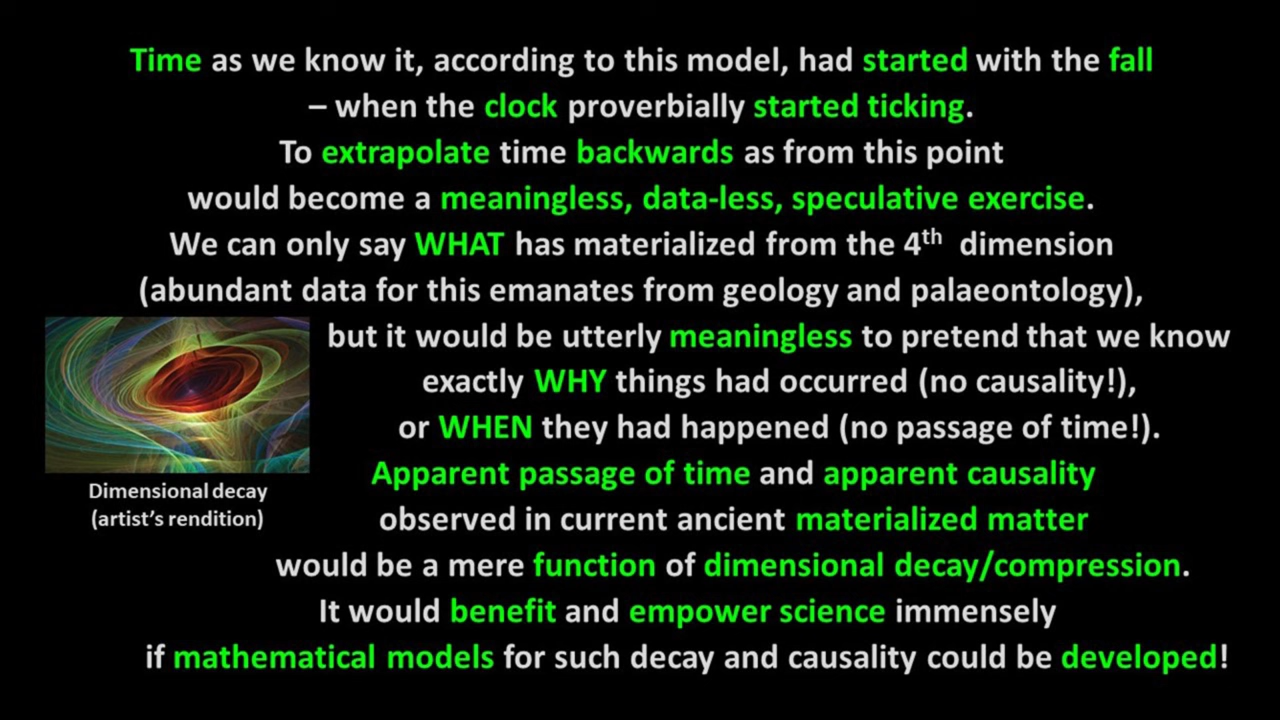 Time as we know it, according to this model, had started with the fall
– when the clock proverbially started ticking.
To extrapolate time backwards as from this point
would become a meaningless, data-less, speculative exercise.
We can only say WHAT has materialized from the 4th dimension
(abundant data for this emanates from geology and palaeontology),
but it would be utterly meaningless to pretend that we know
exactly WHY things had occurred (no causality!),
or WHEN they had happened (no passage of time!).
Apparent passage of time and apparent causality
observed in current ancient materialized matter
would be a mere function of dimensional decay/compression.
It would benefit and empower science immensely
if mathematical models for such decay and causality could be developed!
Dimensional decay
(artist’s rendition)